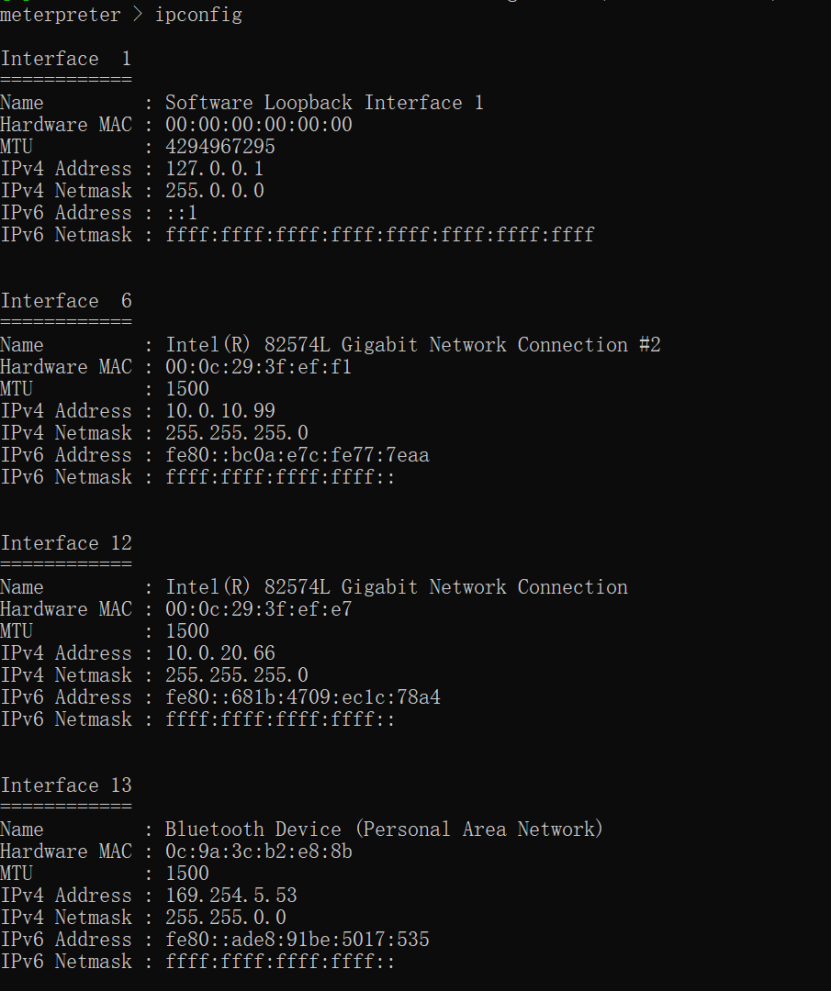 meterpreter > ipconfig
Interface  1
============
Name         : Software Loopback Interface 1
Hardware MAC : 00:00:00:00:00:00
MTU          : 4294967295
IPv4 Address : 127.0.0.1
IPv4 Netmask : 255.0.0.0
IPv6 Address : ::1
IPv6 Netmask : ffff:ffff:ffff:ffff:ffff:ffff:ffff:ffff
Interface  6
============
Name         : Intel(R) 82574L Gigabit Network Connection #2
Hardware MAC : 00:0c:29:3f:ef:f1
MTU          : 1500
IPv4 Address : 10.0.10.99
IPv4 Netmask : 255.255.255.0
IPv6 Address : fe80::bc0a:e7c:fe77:7eaa
IPv6 Netmask : ffff:ffff:ffff:ffff::
Interface 12
============
Name         : Intel(R) 82574L Gigabit Network Connection
Hardware MAC : 00:0c:29:3f:ef:e7
MTU          : 1500
IPv4 Address : 10.0.20.66
IPv4 Netmask : 255.255.255.0
IPv6 Address : fe80::681b:4709:ec1c:78a4
IPv6 Netmask : ffff:ffff:ffff:ffff::
Interface 13
============
Name         : Bluetooth Device (Personal Area Network)
Hardware MAC : 0c:9a:3c:b2:e8:8b
MTU          : 1500
IPv4 Address : 169.254.5.53
IPv4 Netmask : 255.255.0.0
IPv6 Address : fe80::ade8:91be:5017:535
IPv6 Netmask : ffff:ffff:ffff:ffff::